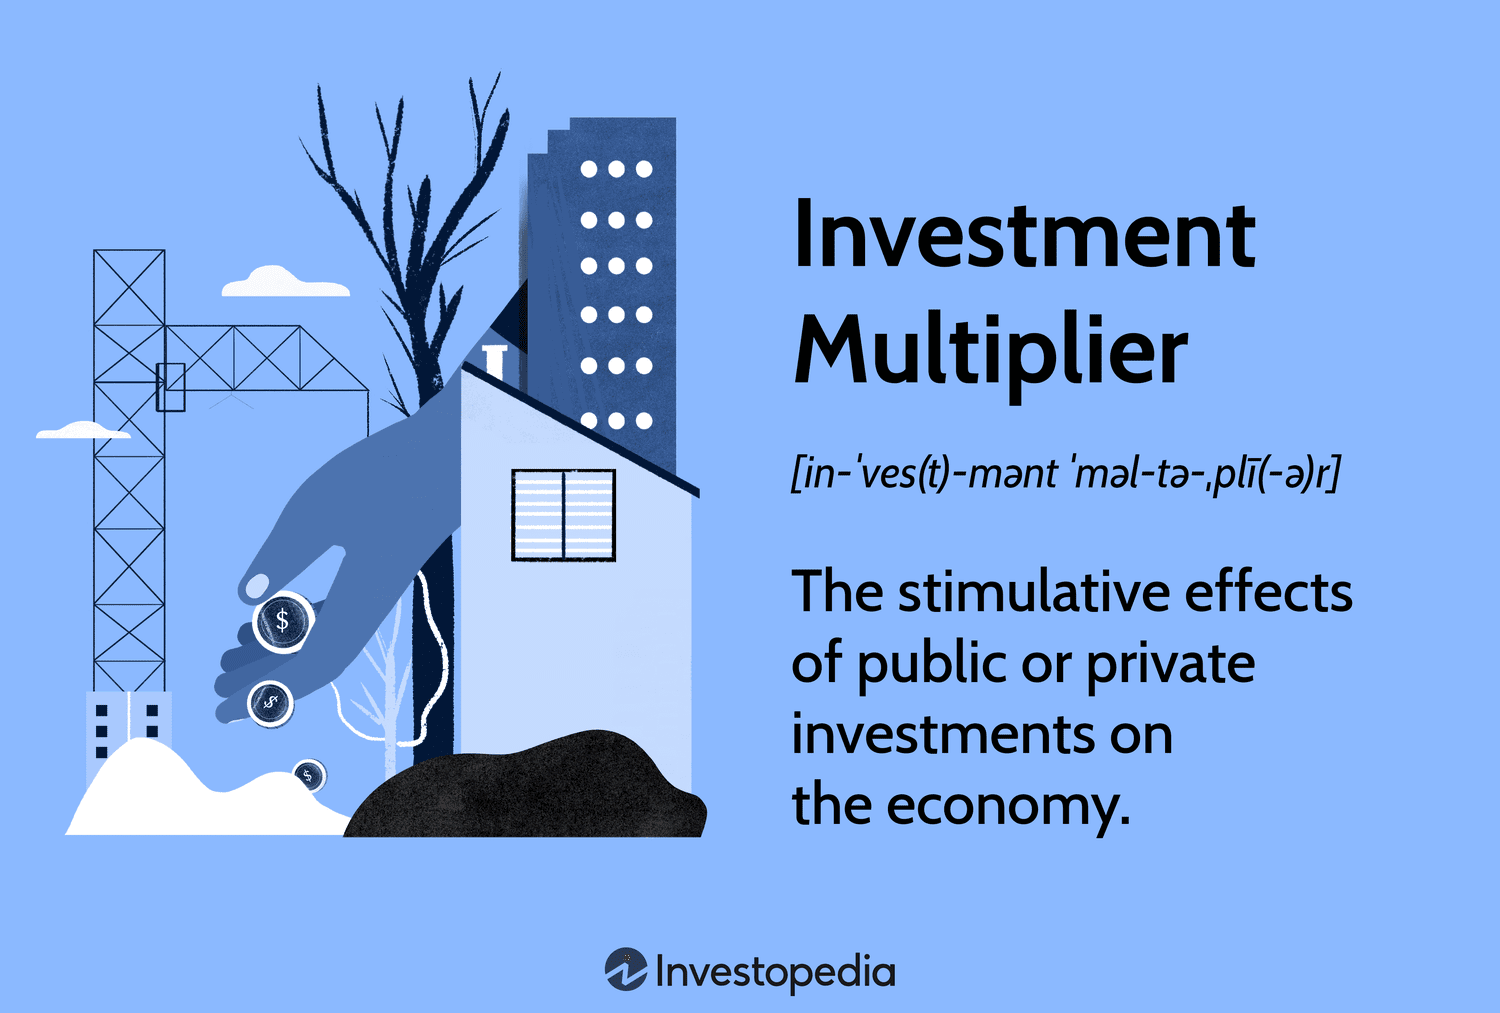 Investment
Multiplier
[in-ˈves(t)-mənt ˈməl-tə-ˌplī(-ə)r]
The stimulative effects
of public or private
investments on
the economy.
$
$
$
Investopedia